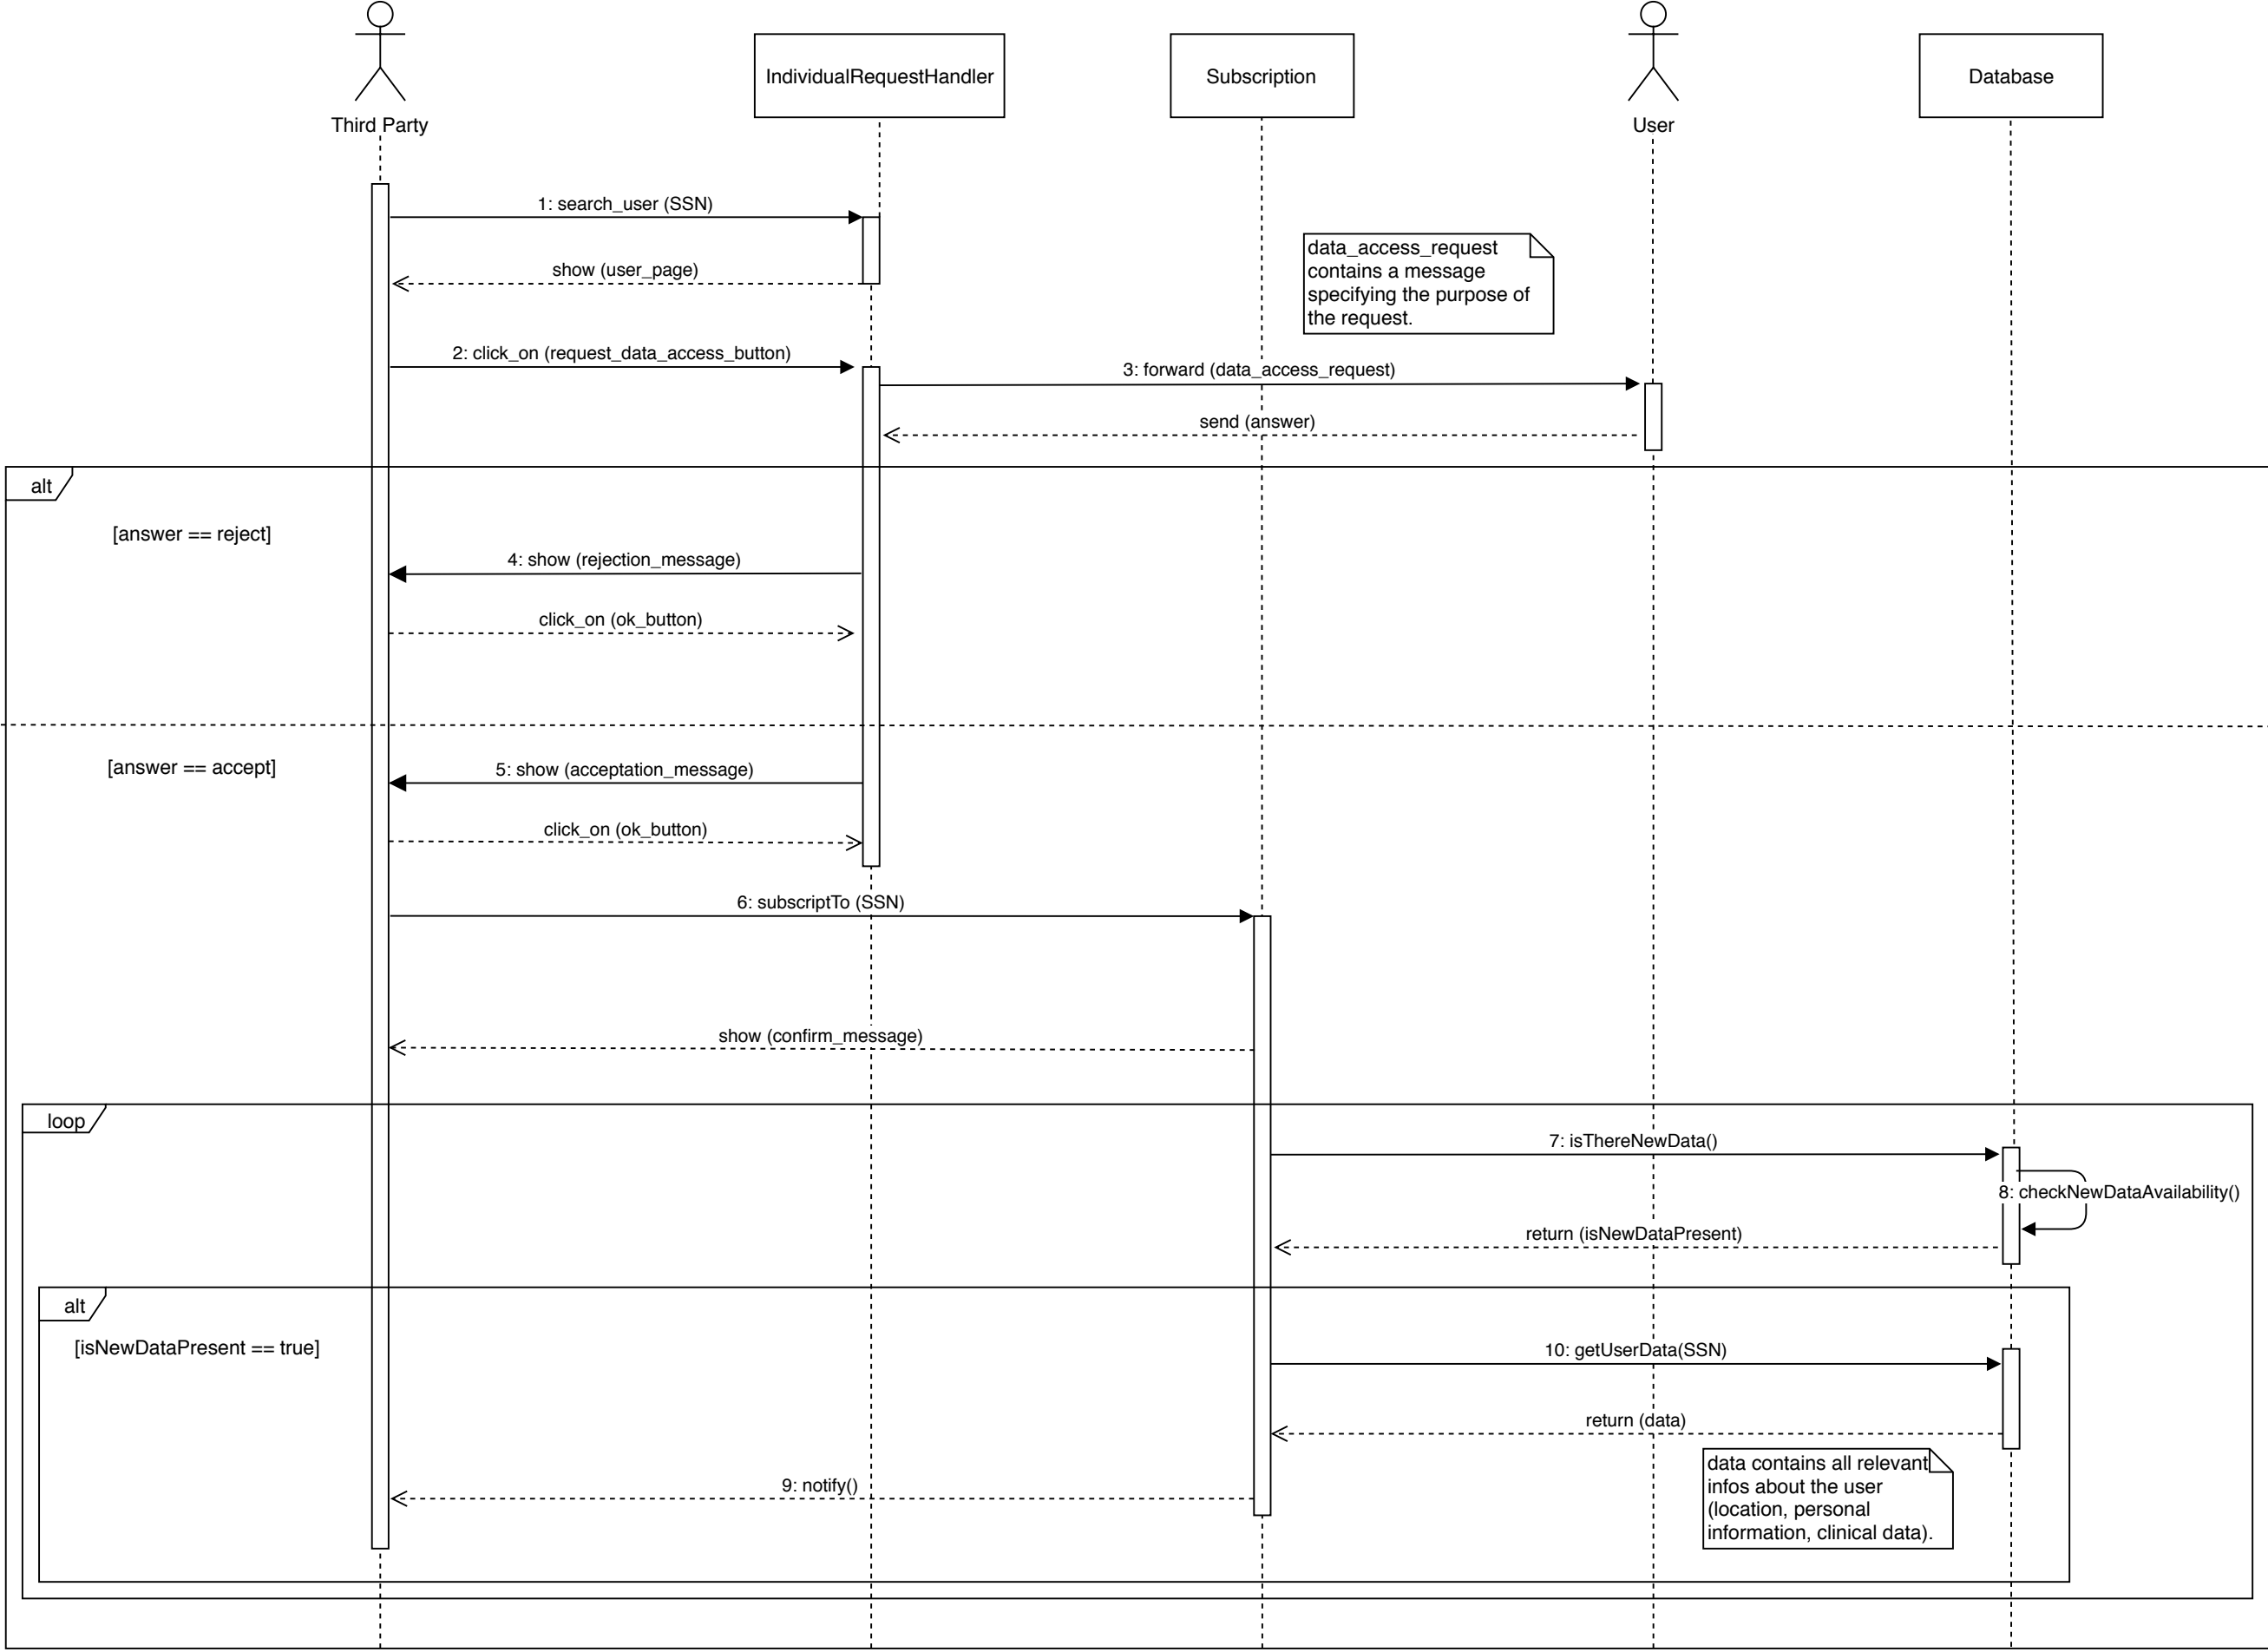 Third Party
IndividualRequestHandler
Subscription
User
Database
1: search_user (SSN)
show (user_page)
data_access_request
contains a message
specifying the purpose of
the request.
2: click_on (request_data_access_button)
3: forward (data_access_request)
send (answer)
alt
[answer == reject]
4: show (rejection_message)
click_on (ok_button)
[answer == accept]
5: show (acceptation_message)
click_on (ok_button)
6: subscriptTo (SSN)
show (confirm_message)
loop
7: isThereNewData()
8: checkNewDataAvailability()
return (isNewDataPresent)
alt
[isNewDataPresent == true]
10: getUserData(SSN)
return (data)
data contains all relevant
infos about the user
(location, personal
information, clinical data).
9: notify()